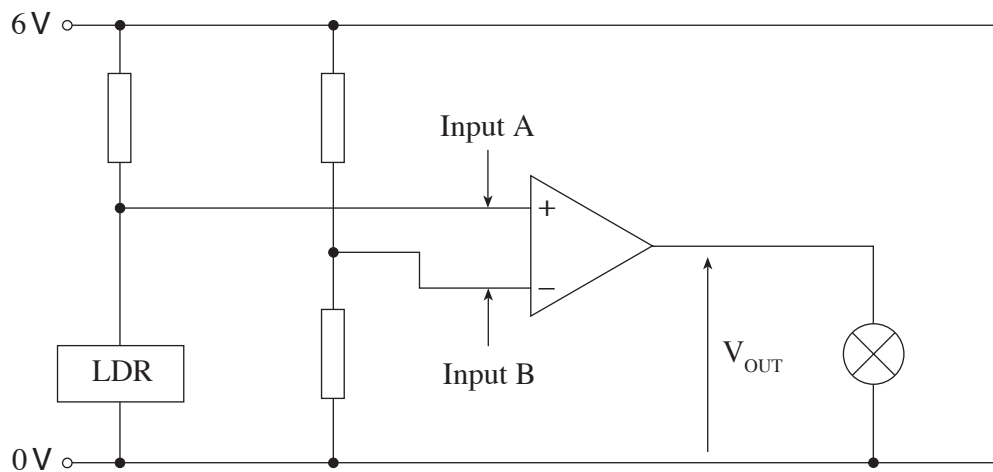 6 V
Input A
+
−
LDR
Input B
V_OUT
0 V